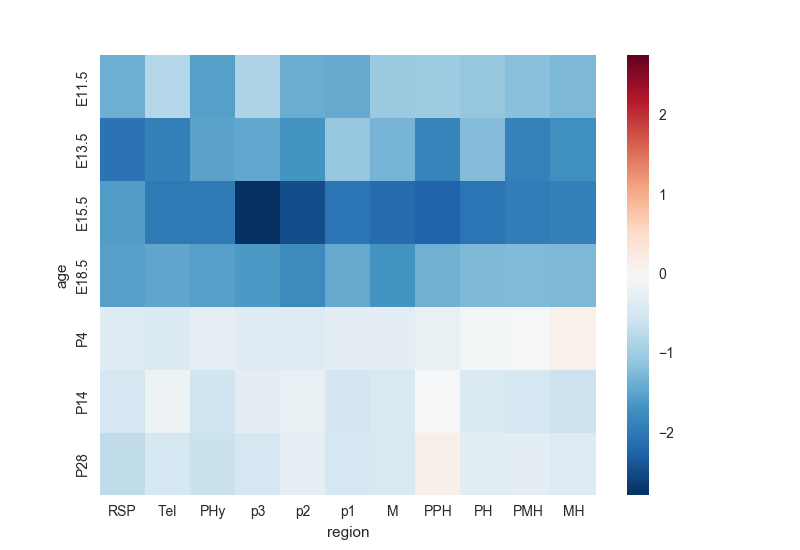 E11.5
E13.5
E15.5
E18.5
P4
P14
P28
age
RSP Tel PHy p3 p2 p1 M PPH PH PMH MH
region
2
1
0
−1
−2